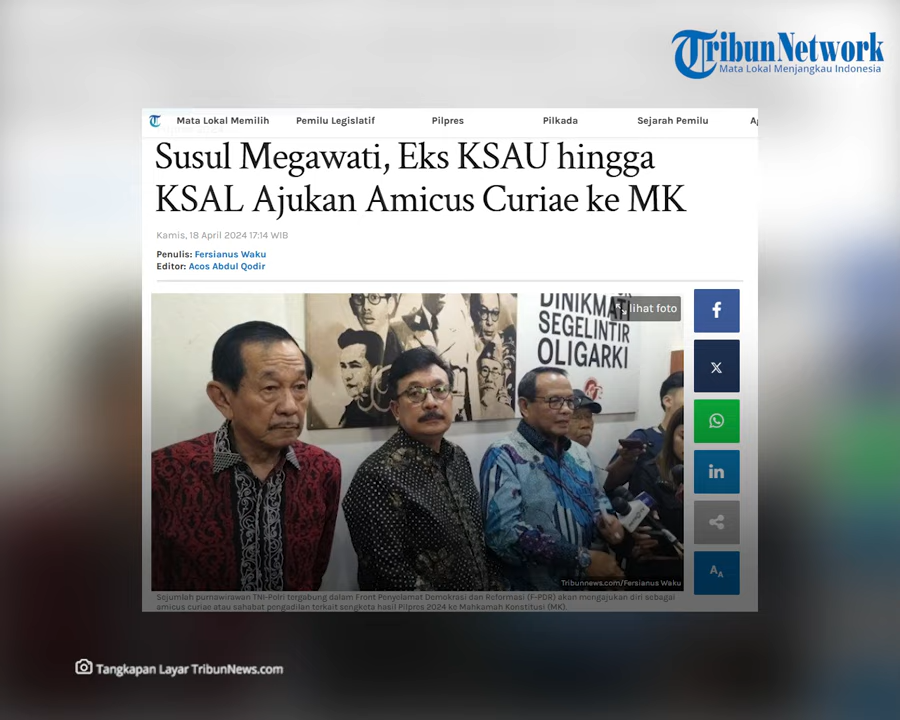 Tribun Network
Mata Lokal Menjangkau Indonesia
Mata Lokal Memilih Pemilu Legislatif Pilpres Pilkada Sejarah Pemilu
Susul Megawati, Eks KSAU hingga
KSAL Ajukan Amicus Curiae ke MK
Kamis, 18 April 2024 17:14 WIB
Penulis: Fersianus Waku
Editor: Acos Abdul Qodir
DINIKMATI
SEGELINTIR
OLIGARKI
lihat foto
Tribunnews.com/Fersianus Waku
Sejumlah purnawirawan TNI-Polri tergabung dalam Front Penyelamat Demokrasi dan Reformasi (F-PDR) akan mengajukan diri sebagai
amicus curiae atau sahabat pengadilan terkait sengketa hasil Pilpres 2024 ke Mahkamah Konstitusi (MK).
Tangkapan Layar TribunNews.com